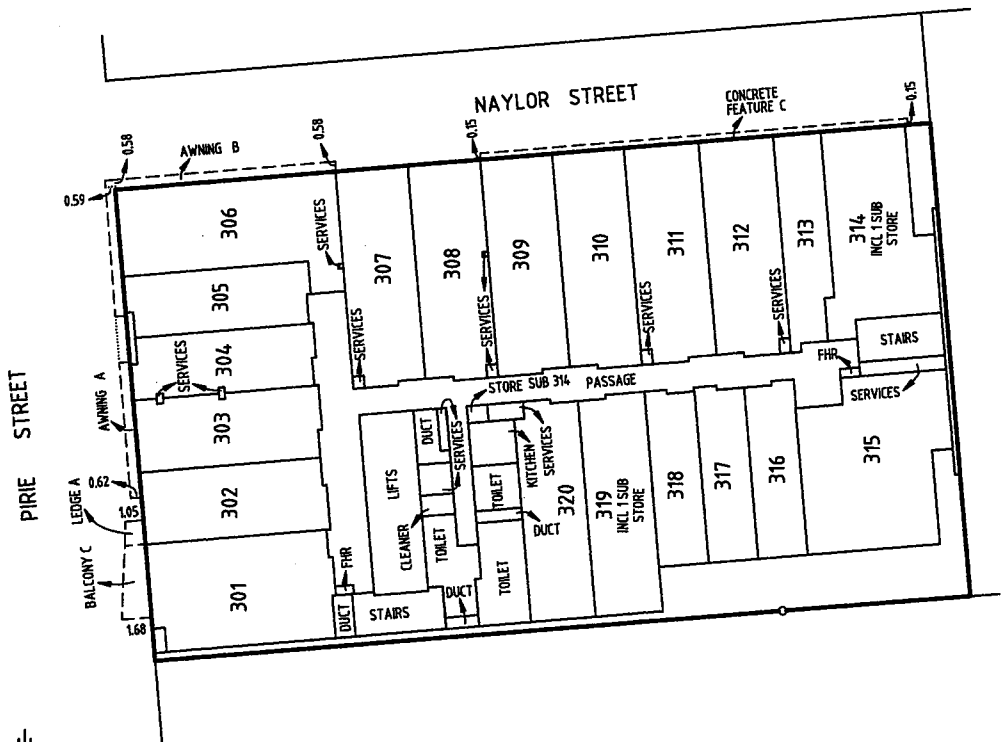 NAYLOR STREET
CONCRETE
FEATURE C
0.15
0.15
0.58
0.58
0.59
AWNING B
306
SERVICES
307
308
309
310
311
312
313
314
INCL 1 SUB
STORE
305
304
SERVICES
SERVICES
SERVICES
SERVICES
SERVICES
FHR
STAIRS
SERVICES
PIRIE STREET
AWNING A
303
STORE SUB 314
PASSAGE
0.62
LEDGE A
1.05
302
LIFTS
DUCT
SERVICES
KITCHEN
SERVICES
TOILET
DUCT
320
319
INCL 1 SUB
STORE
318
317
316
315
BALCONY C
CLEANER
TOILET
TOILET
301
FHR
DUCT
STAIRS
DUCT
1.68